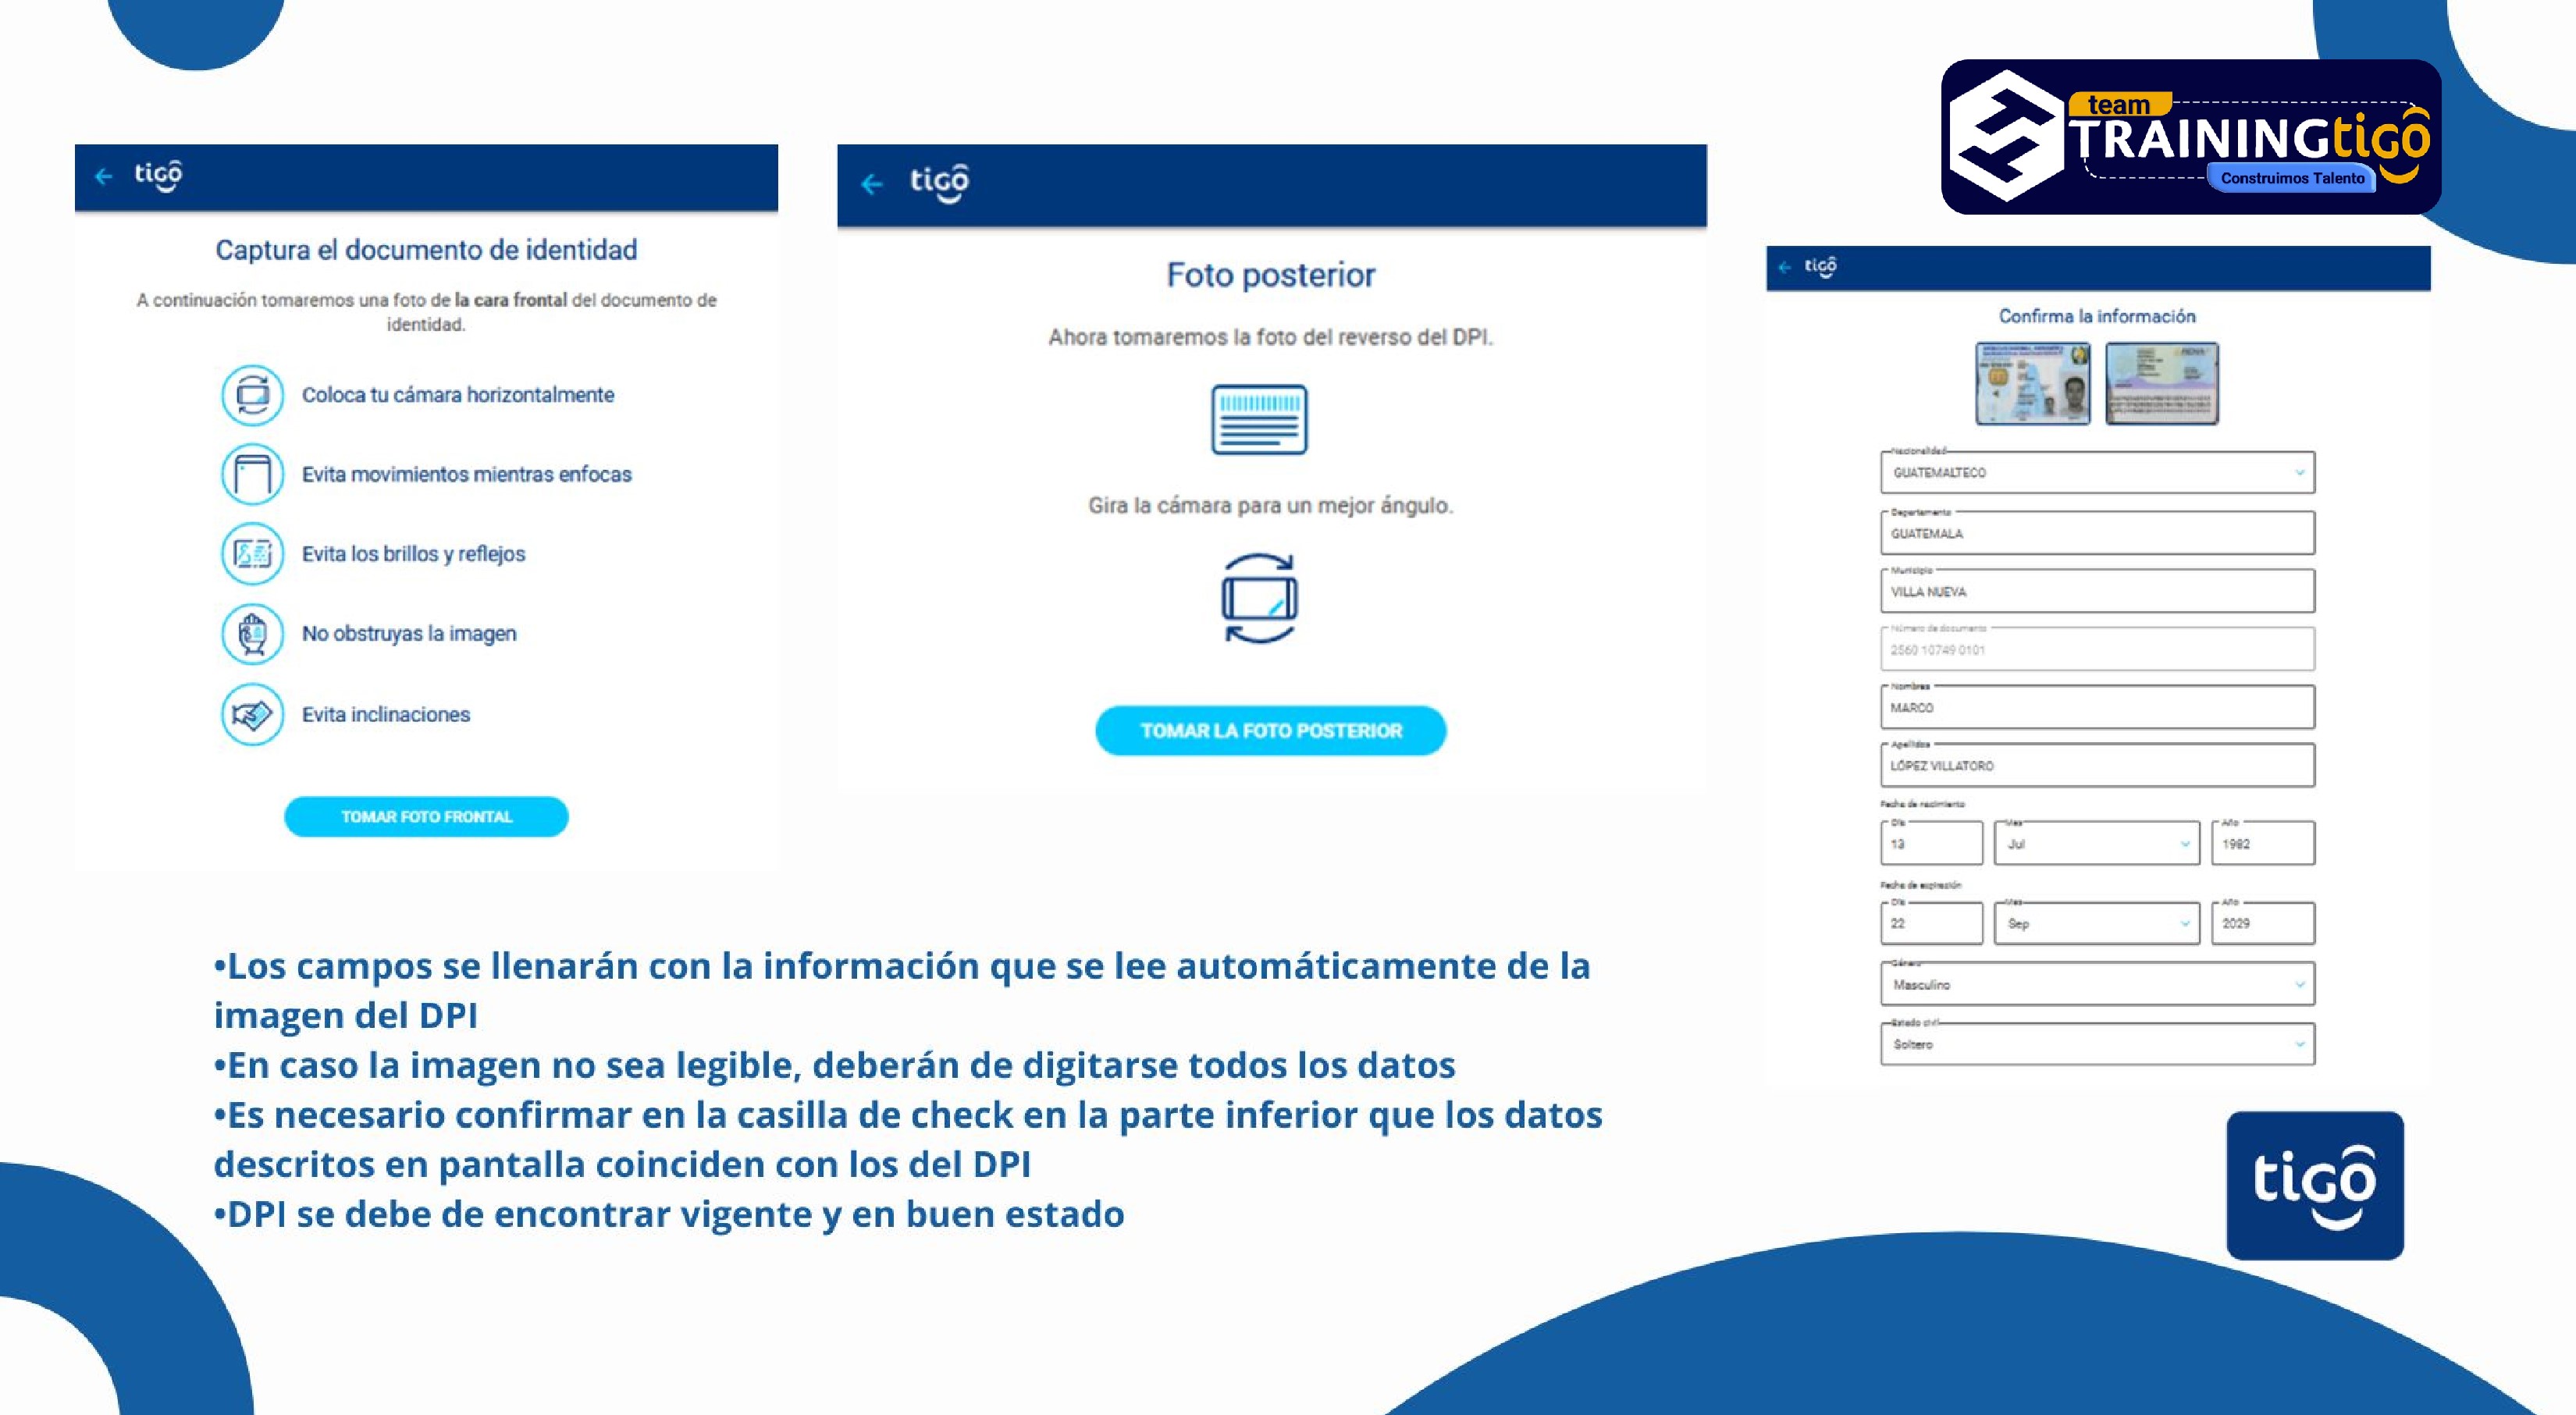 team
TRAINING tigô
Construimos Talento
tigô
Captura el documento de identidad
A continuación tomaremos una foto de la cara frontal del documento de
identidad.
Coloca tu cámara horizontalmente
Evita movimientos mientras enfocas
Evita los brillos y reflejos
No obstruyas la imagen
Evita inclinaciones
TOMAR FOTO FRONTAL
tigô
Foto posterior
Ahora tomaremos la foto del reverso del DPI.
Gira la cámara para un mejor ángulo.
TOMAR LA FOTO POSTERIOR
tigô
Confirma la información
Nacionalidad
GUATEMALTECO
Departamento
GUATEMALA
Municipio
VILLA NUEVA
Número de documento
2560 10749 0101
Nombres
MARCO
Apellidos
LÓPEZ VILLATORO
Fecha de nacimiento
Día Mes Año
13 Jul 1982
Fecha de expiración
Día Mes Año
22 Sep 2029
Género
Masculino
Estado civil
Soltero
•Los campos se llenarán con la información que se lee automáticamente de la
imagen del DPI
•En caso la imagen no sea legible, deberán de digitarse todos los datos
•Es necesario confirmar en la casilla de check en la parte inferior que los datos
descritos en pantalla coinciden con los del DPI
•DPI se debe de encontrar vigente y en buen estado
tigô